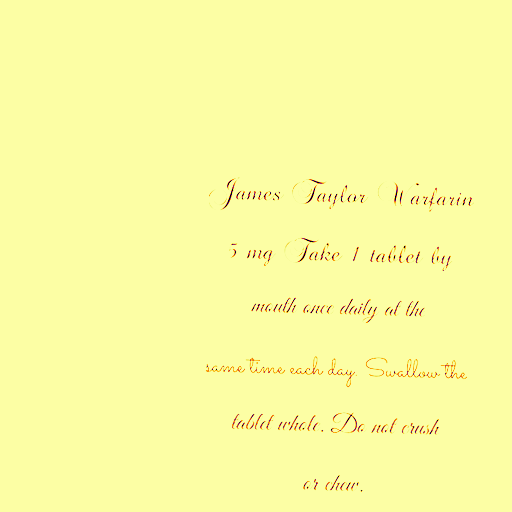 James Taylor Warfarin
5 mg Take 1 tablet by
mouth once daily at the
same time each day. Swallow the
tablet whole. Do not crush
or chew.